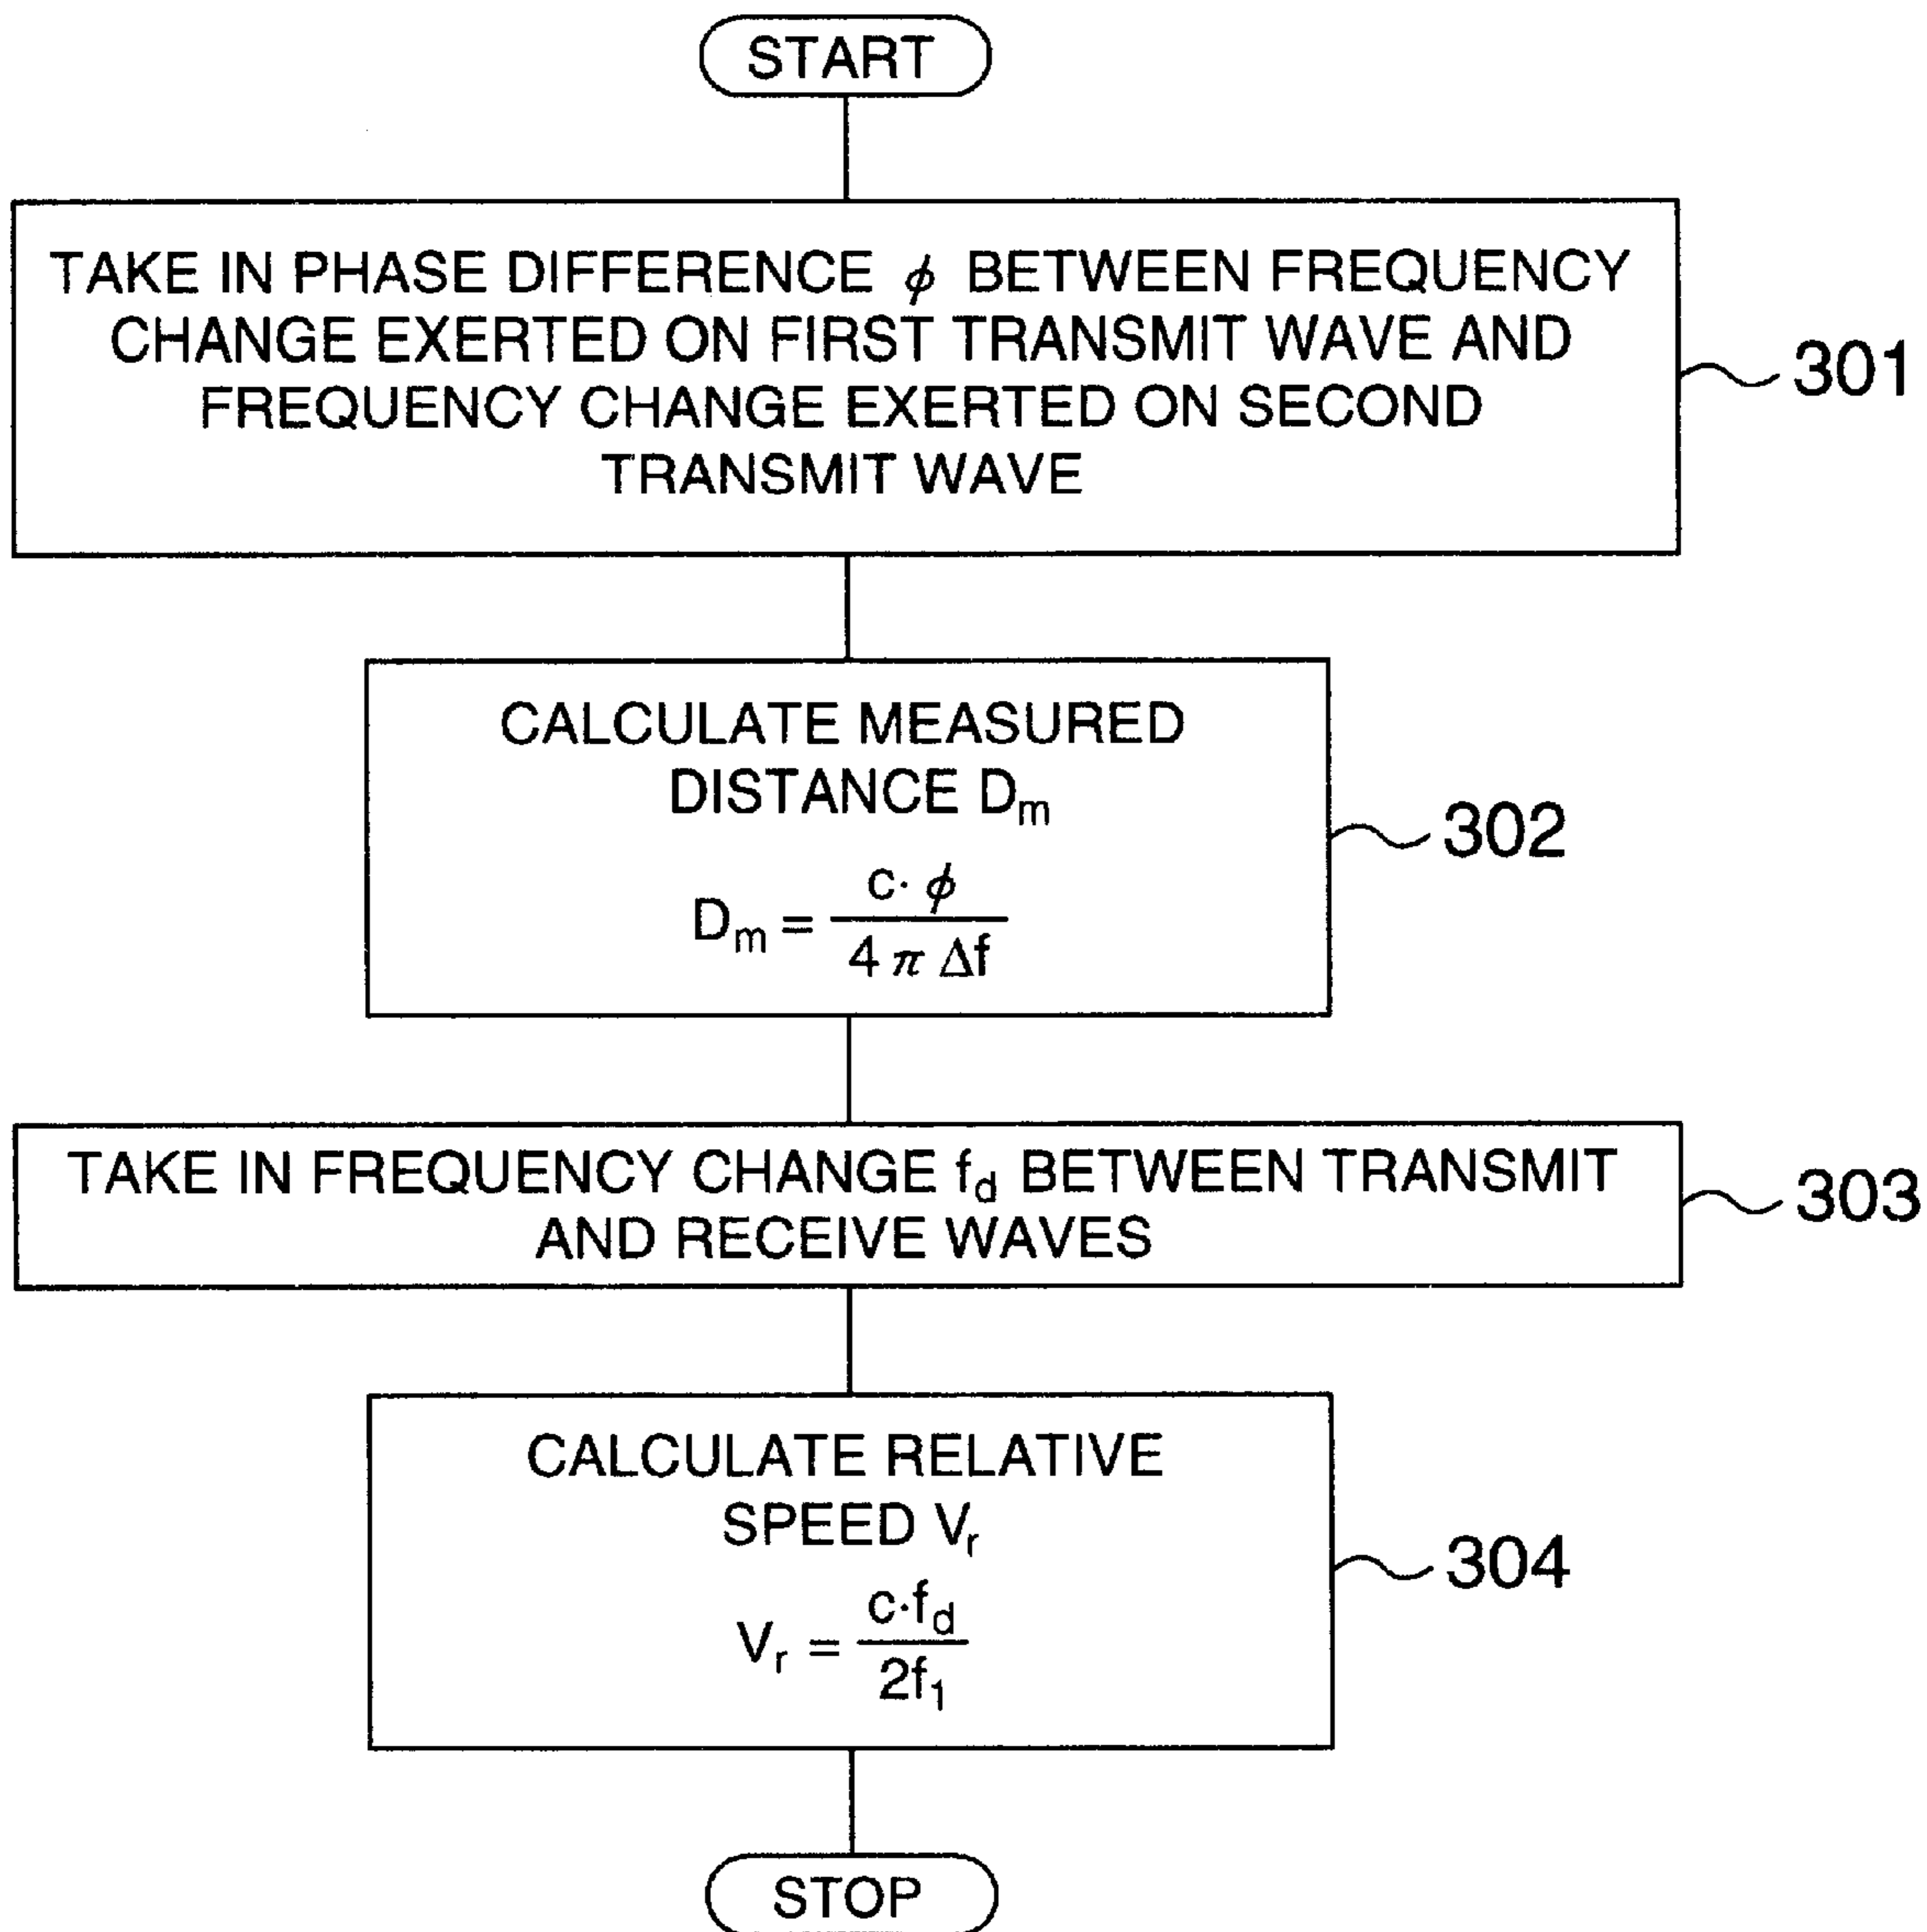 START
TAKE IN PHASE DIFFERENCE ϕ BETWEEN FREQUENCY
CHANGE EXERTED ON FIRST TRANSMIT WAVE AND
FREQUENCY CHANGE EXERTED ON SECOND
TRANSMIT WAVE
301
CALCULATE MEASURED
DISTANCE Dm
Dm = c· ϕ / 4 π Δf
302
TAKE IN FREQUENCY CHANGE fd BETWEEN TRANSMIT
AND RECEIVE WAVES
303
CALCULATE RELATIVE
SPEED Vr
Vr = c·fd / 2f1
304
STOP